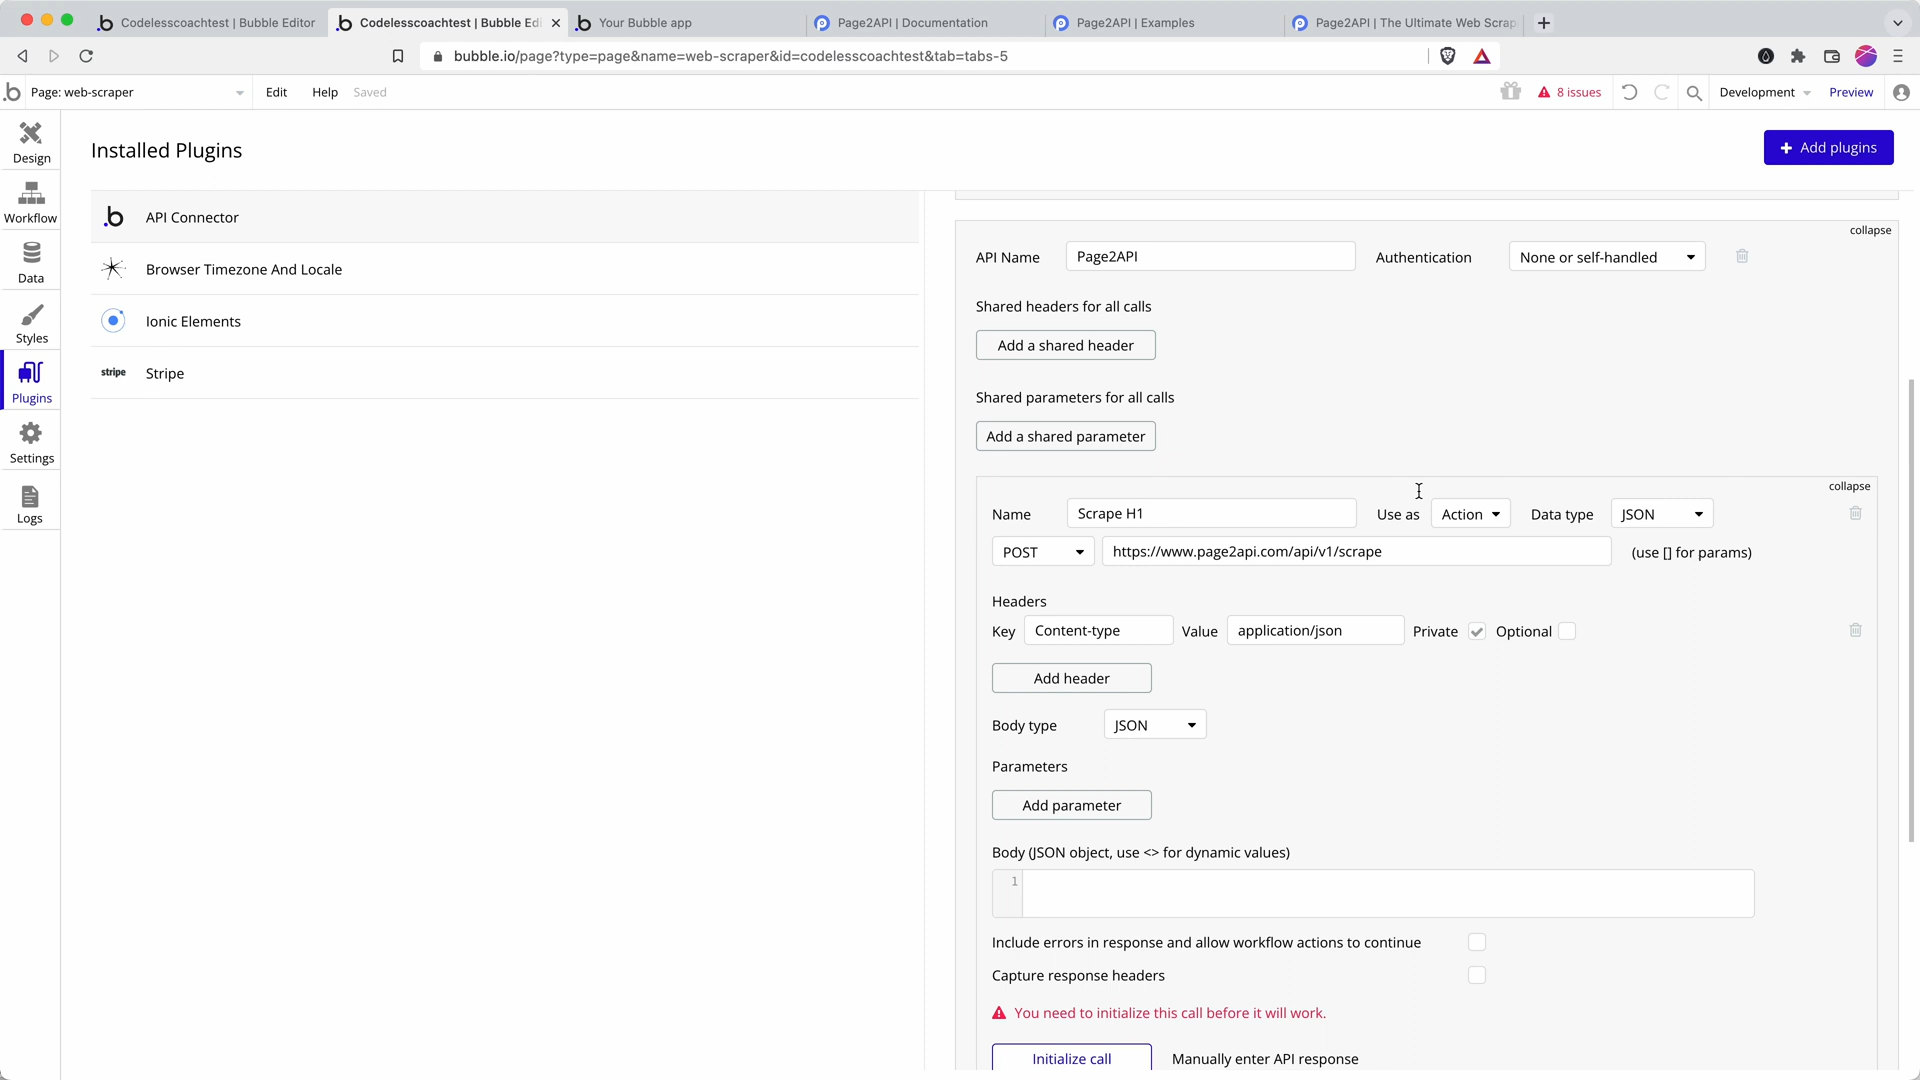 Codelesscoachtest | Bubble Editor
Codelesscoachtest | Bubble Edi
Your Bubble app
Page2API | Documentation
Page2API | Examples
Page2API | The Ultimate Web Scrap
bubble.io/page?type=page&name=web-scraper&id=codelesscoachtest&tab=tabs-5
Page: web-scraper
Edit
Help
Saved
8 issues
Development
Preview
Design
Workflow
Data
Styles
Plugins
Settings
Logs
Installed Plugins
Add plugins
API Connector
Browser Timezone And Locale
Ionic Elements
stripe Stripe
collapse
API Name Page2API Authentication None or self-handled
Shared headers for all calls
Add a shared header
Shared parameters for all calls
Add a shared parameter
collapse
Name Scrape H1 Use as Action Data type JSON
POST https://www.page2api.com/api/v1/scrape (use [] for params)
Headers
Key Content-type Value application/json Private Optional
Add header
Body type JSON
Parameters
Add parameter
Body (JSON object, use <> for dynamic values)
1
Include errors in response and allow workflow actions to continue
Capture response headers
You need to initialize this call before it will work.
Initialize call Manually enter API response